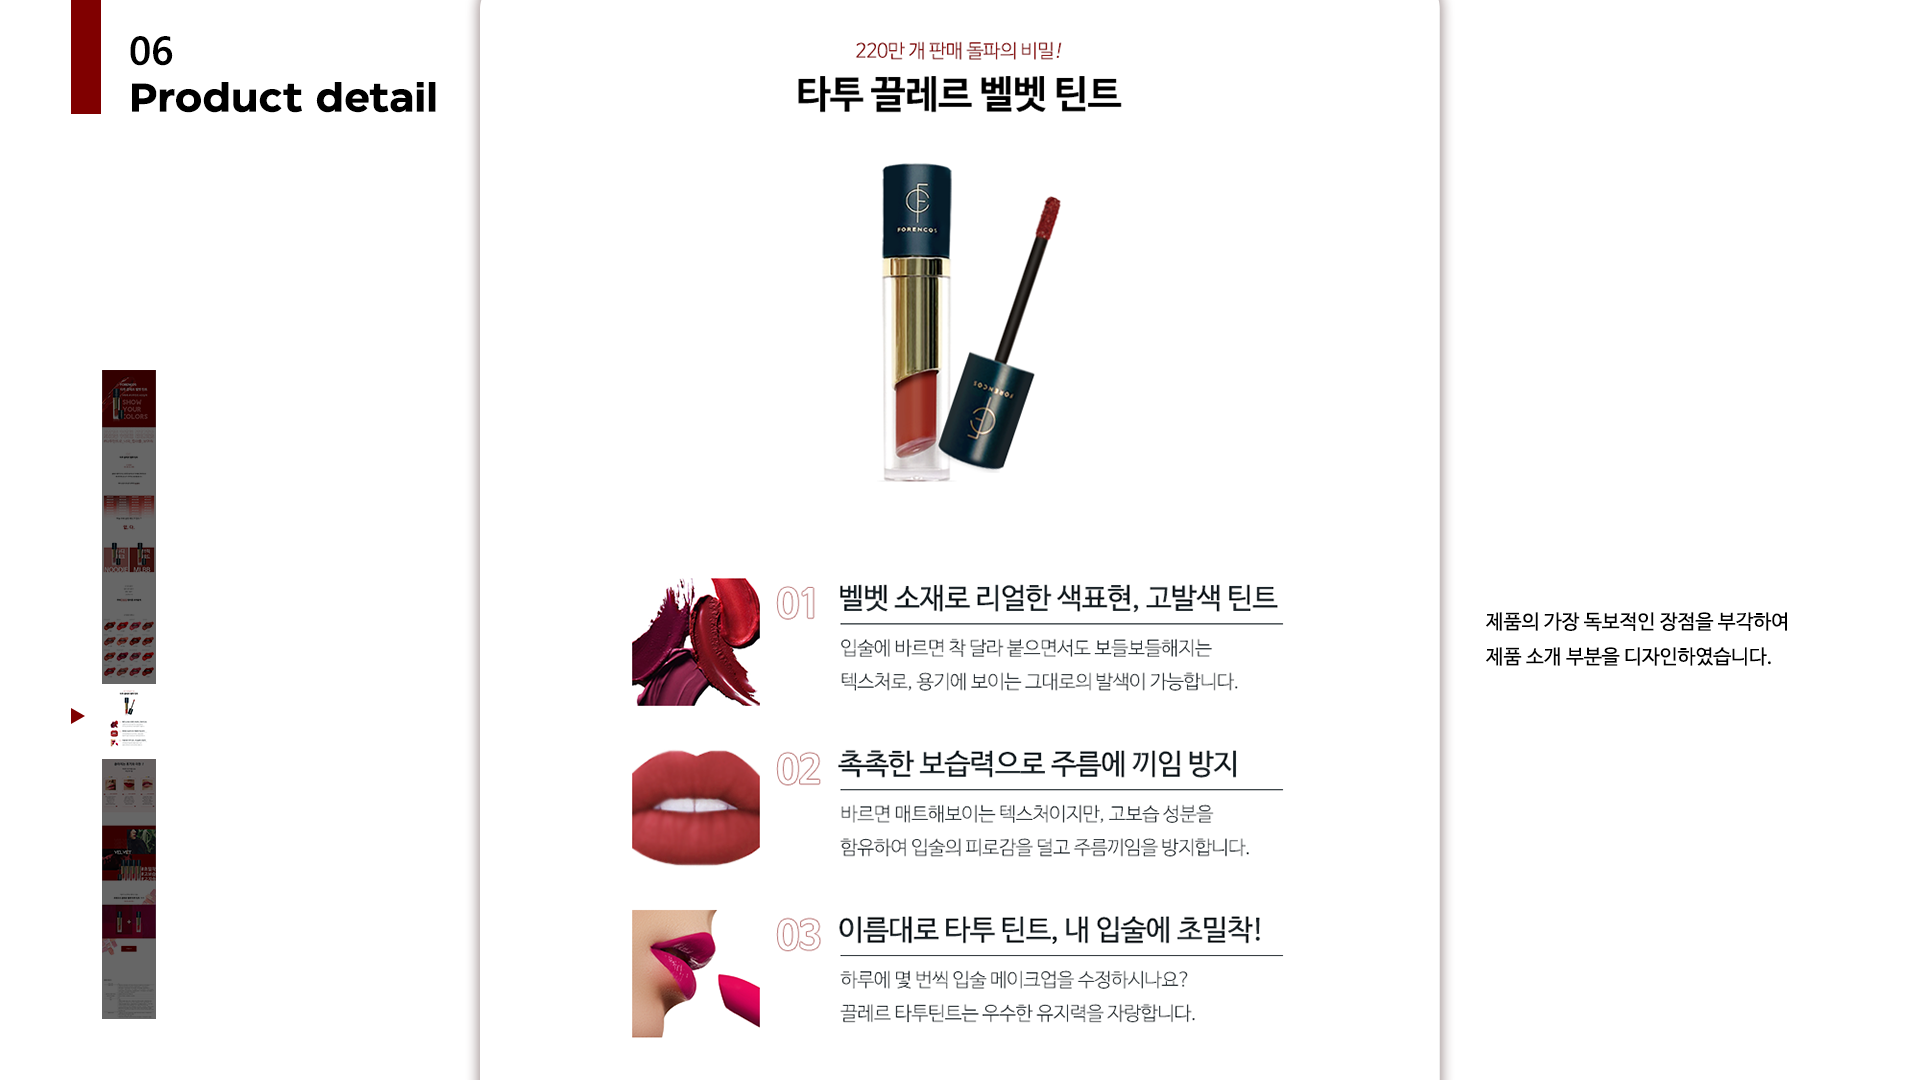 06
Product detail
220만 개 판매 돌파의 비밀!
타투 끌레르 벨벳 틴트
FORENCOS
FORENCOS
01 벨벳 소재로 리얼한 색표현, 고발색 틴트
입술에 바르면 착 달라 붙으면서도 보들보들해지는
텍스처로, 용기에 보이는 그대로의 발색이 가능합니다.
02 촉촉한 보습력으로 주름에 끼임 방지
바르면 매트해보이는 텍스처이지만, 고보습 성분을
함유하여 입술의 피로감을 덜고 주름끼임을 방지합니다.
03 이름대로 타투 틴트, 내 입술에 초밀착!
하루에 몇 번씩 입술 메이크업을 수정하시나요?
끌레르 타투틴트는 우수한 유지력을 자랑합니다.
제품의 가장 독보적인 장점을 부각하여
제품 소개 부분을 디자인하였습니다.
SHOW
YOUR
COLORS